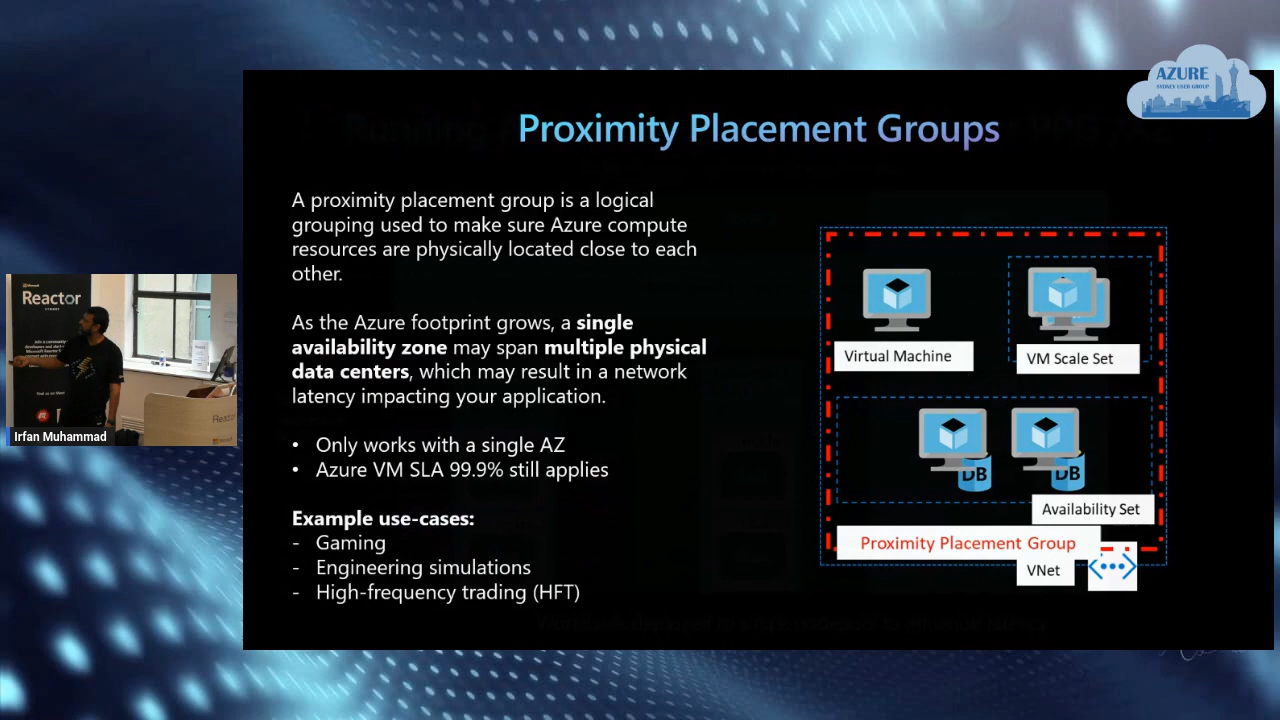 AZURE
SYDNEY USER GROUP
Proximity Placement Groups
A proximity placement group is a logical
grouping used to make sure Azure compute
resources are physically located close to each
other.
As the Azure footprint grows, a single
availability zone may span multiple physical
data centers, which may result in a network
latency impacting your application.
• Only works with a single AZ
• Azure VM SLA 99.9% still applies
Example use-cases:
- Gaming
- Engineering simulations
- High-frequency trading (HFT)
Virtual Machine
VM Scale Set
DB
DB
Availability Set
Proximity Placement Group
VNet
Microsoft
Reactor
SYDNEY
Irfan Muhammad